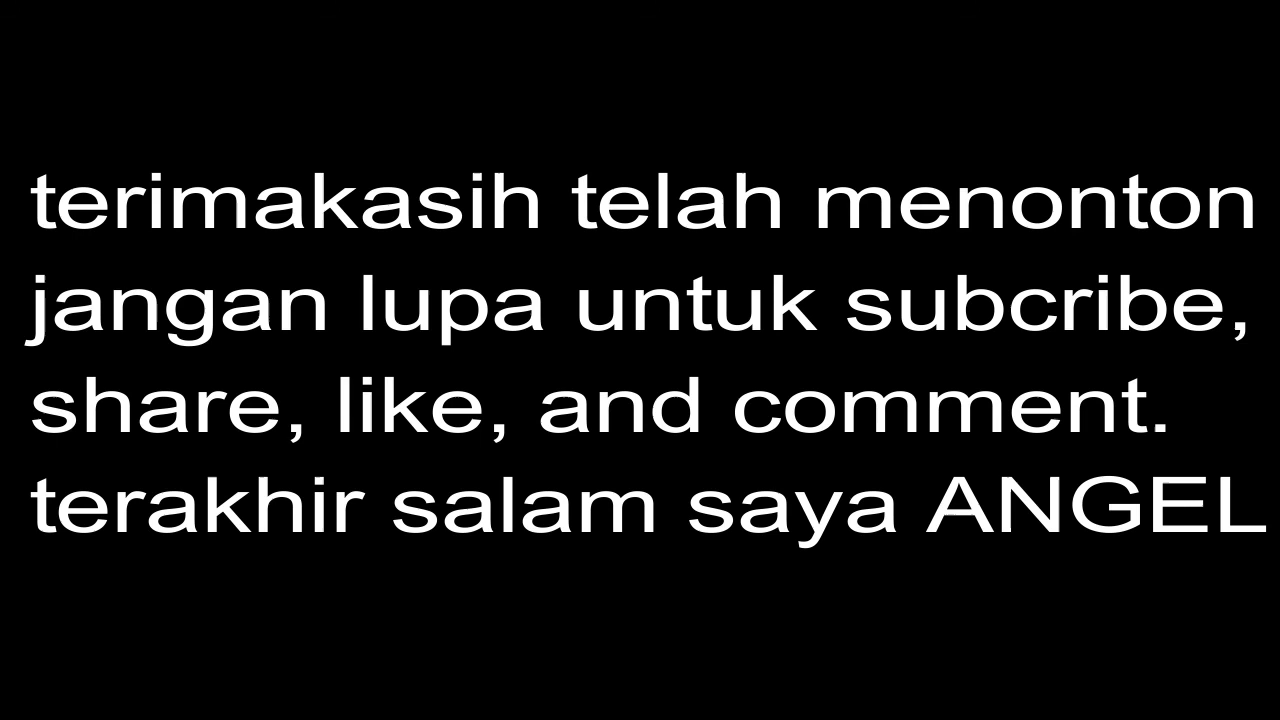 terimakasih telah menonton
jangan lupa untuk subcribe,
share, like, and comment.
terakhir salam saya ANGEL